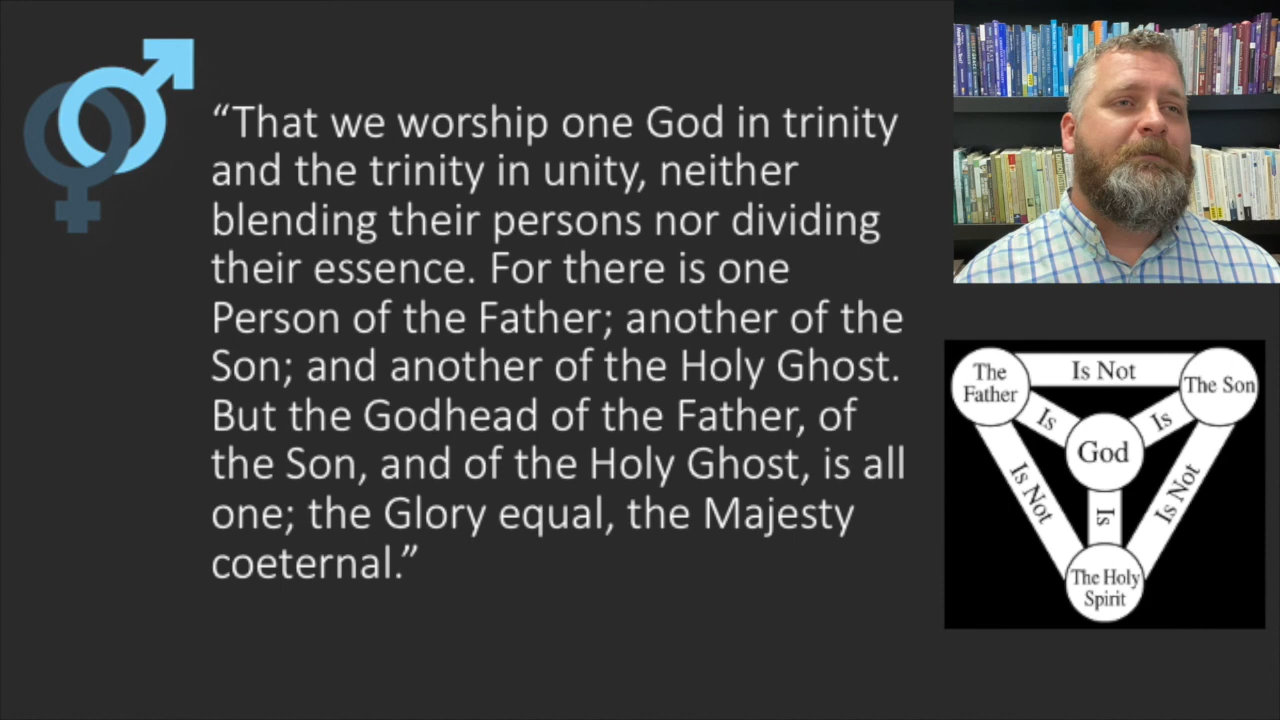 “That we worship one God in trinity
and the trinity in unity, neither
blending their persons nor dividing
their essence. For there is one
Person of the Father; another of the
Son; and another of the Holy Ghost.
But the Godhead of the Father, of
the Son, and of the Holy Ghost, is all
one; the Glory equal, the Majesty
coeternal.”
The
Father
Is Not
The Son
Is
Is
God
Is Not
Is Not
Is
The Holy
Spirit